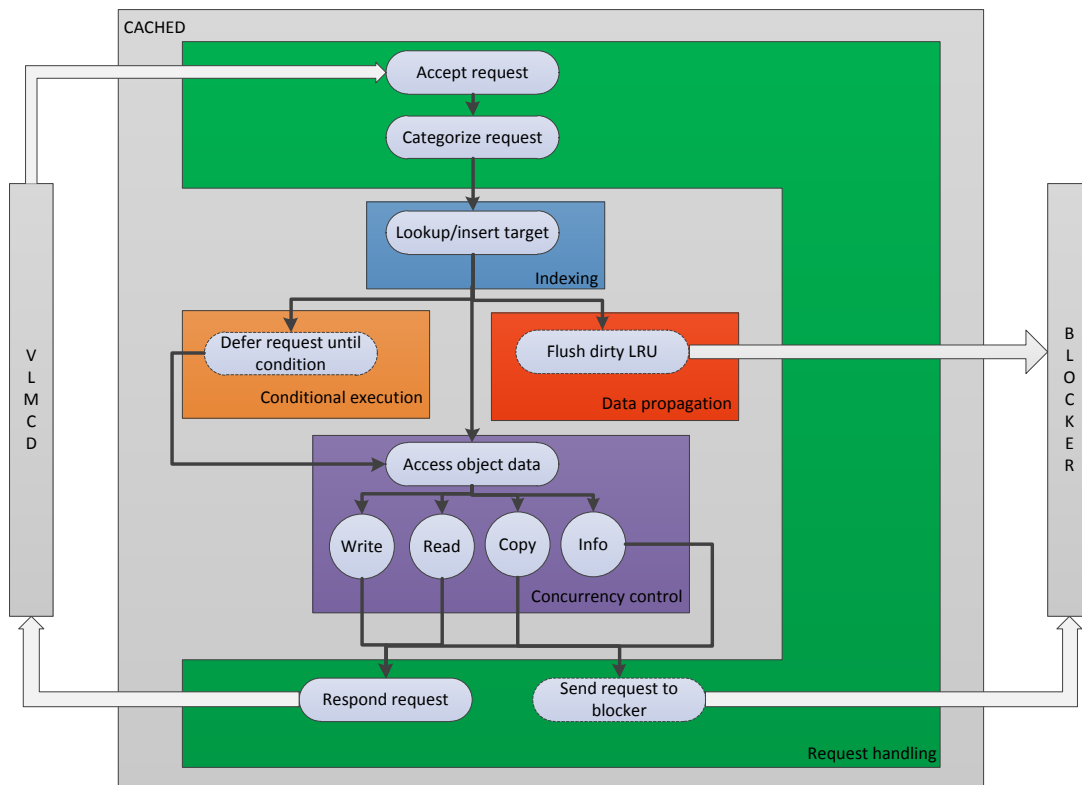 CACHED
Accept request
Categorize request
Lookup/insert target
Indexing
Defer request until
condition
Conditional execution
Flush dirty LRU
Data propagation
V
L
M
C
D
B
L
O
C
K
E
R
Access object data
Write
Read
Copy
Info
Concurrency control
Respond request
Send request to
blocker
Request handling